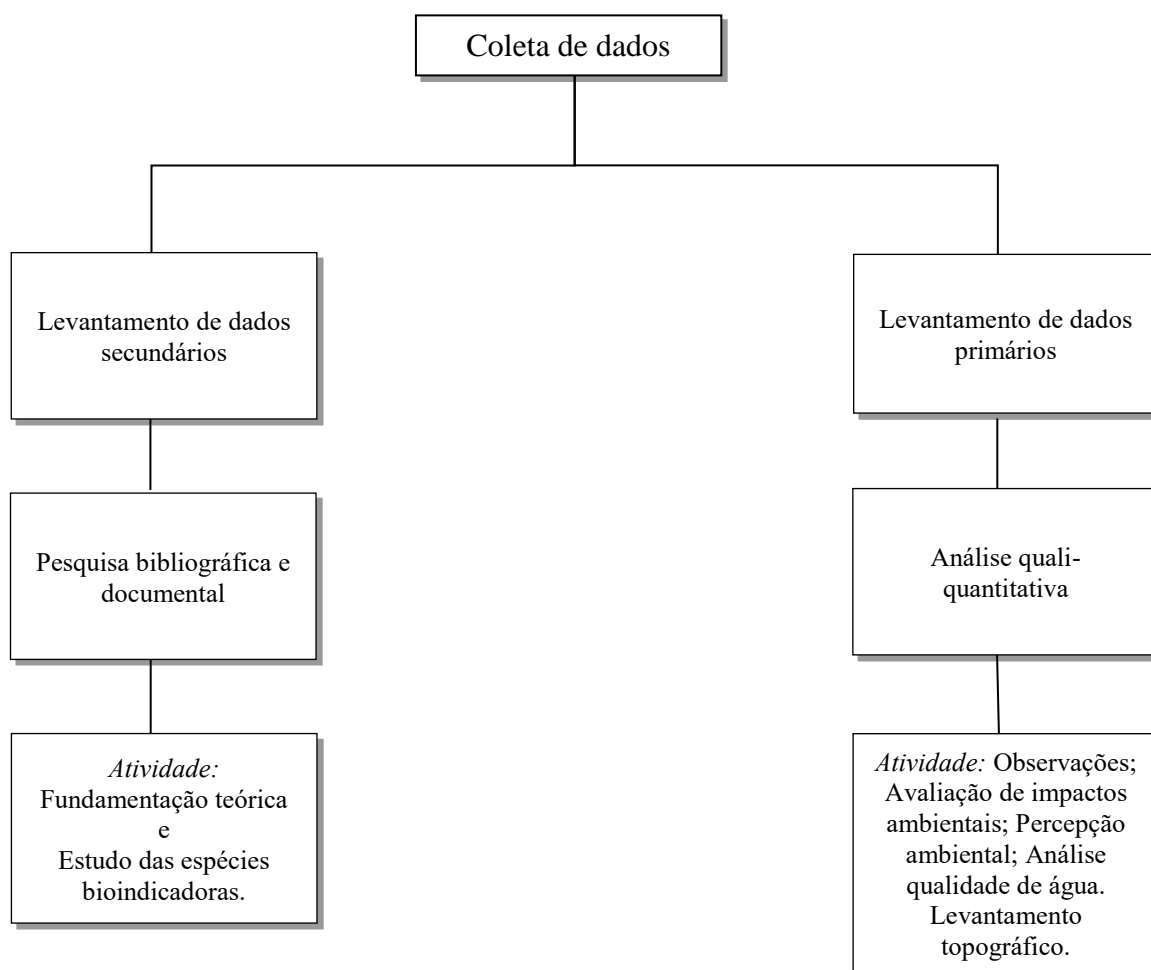 Coleta de dados
Levantamento de dados
secundários
Pesquisa bibliográfica e
documental
Atividade:
Fundamentação teórica
e
Estudo das espécies
bioindicadoras.
Levantamento de dados
primários
Análise quali-
quantitativa
Atividade: Observações;
Avaliação de impactos
ambientais; Percepção
ambiental; Análise
qualidade de água.
Levantamento
topográfico.